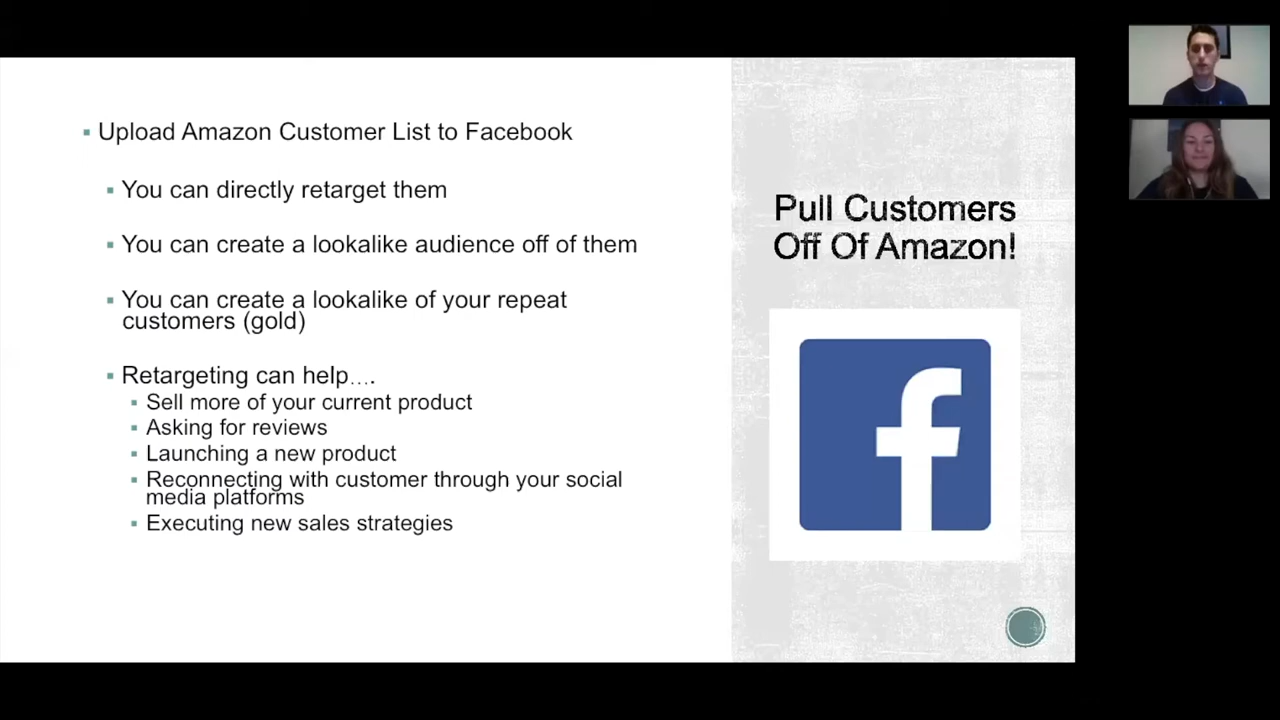 Upload Amazon Customer List to Facebook
You can directly retarget them
You can create a lookalike audience off of them
You can create a lookalike of your repeat
customers (gold)
Retargeting can help....
Sell more of your current product
Asking for reviews
Launching a new product
Reconnecting with customer through your social
media platforms
Executing new sales strategies
Pull Customers
Off Of Amazon!
f